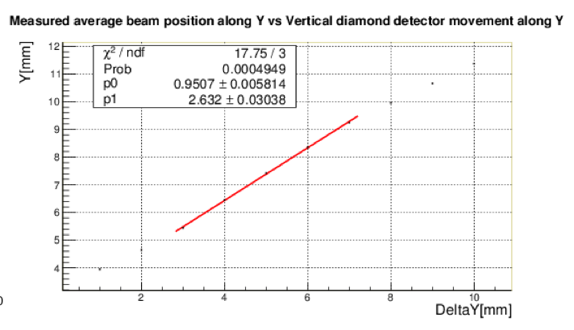 Measured average beam position along Y vs Vertical diamond detector movement along Y
Y[mm]
χ² / ndf 17.75 / 3
Prob 0.0004949
p0 0.9507 ± 0.005814
p1 2.632 ± 0.03038
12
11
10
9
8
7
6
5
4
2 4 6 8 10
DeltaY[mm]